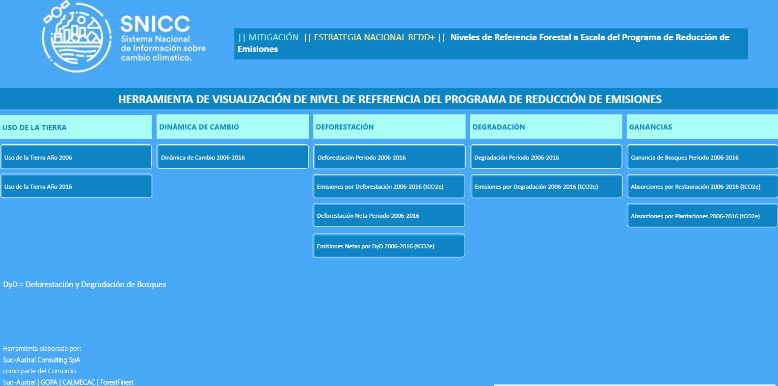 SNICC
Sistema Nacional
de Información sobre
cambio climatico.
|| MITIGACIÓN || ESTRATEGIA NACIONAL REDD+ || Niveles de Referencia Forestal a Escala del Programa de Reducción de
Emisiones
HERRAMIENTA DE VISUALIZACIÓN DE NIVEL DE REFERENCIA DEL PROGRAMA DE REDUCCIÓN DE EMISIONES
USO DE LA TIERRA
Uso de la Tierra Año 2006
Uso de la Tierra Año 2016
DINÁMICA DE CAMBIO
Dinámica de Cambio 2006-2016
DEFORESTACIÓN
Deforestación Periodo 2006-2016
Emisiones por Deforestación 2006-2016 (tCO2e)
Deforestación Neta Periodo 2006-2016
Emisiones Netas por DyD 2006-2016 (tCO2e)
DEGRADACIÓN
Degradación Periodo 2006-2016
Emisiones por Degradación 2006-2016 (tCO2e)
GANANCIAS
Ganancia de Bosques Periodo 2006-2016
Absorciones por Restauración 2006-2016 (tCO2e)
Absorciones por Plantaciones 2006-2016 (tCO2e)
DyD = Deforestación y Degradación de Bosques
Herramienta elaborada por:
Sud-Austral Consulting SpA
como parte del Consorcio
Sud-Austral | GOPA | CALMECAC | ForestFinest